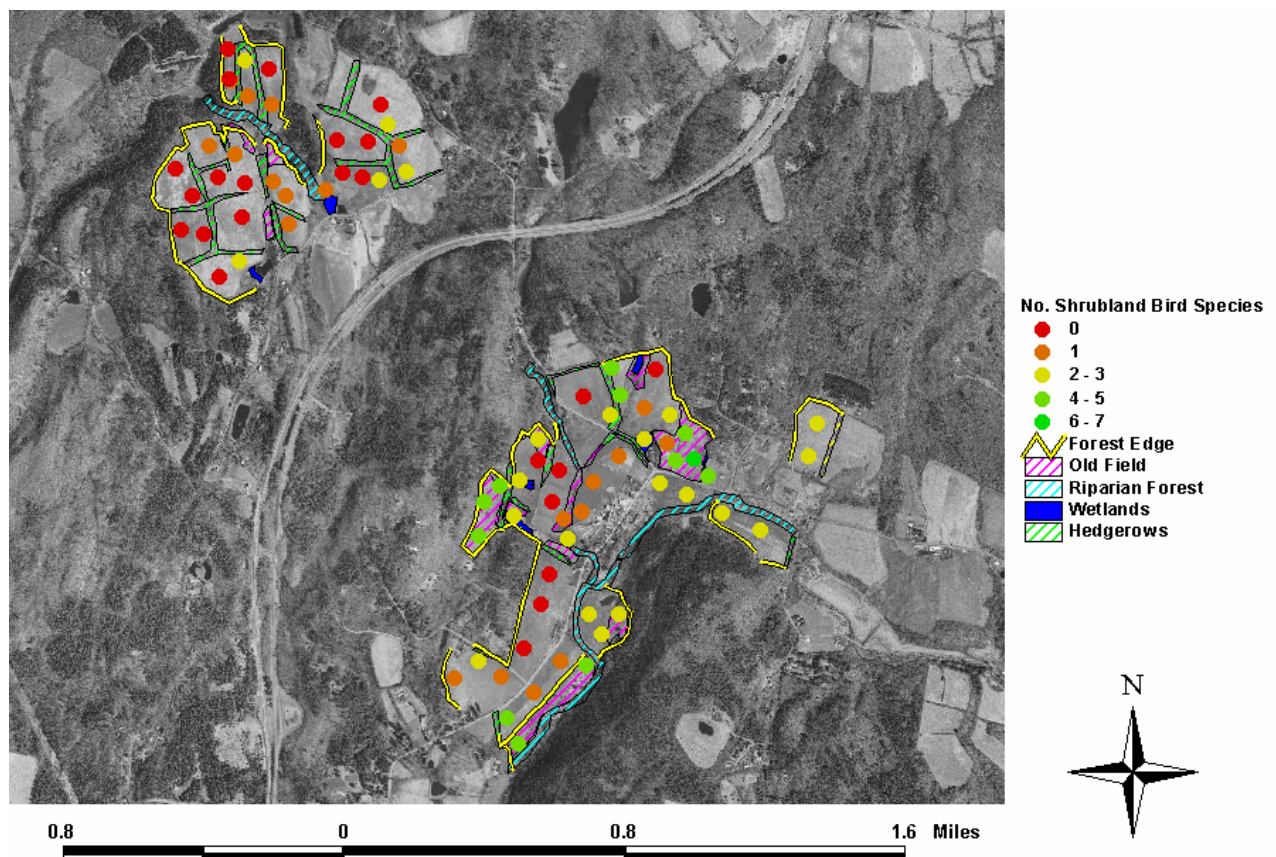 No. Shrubland Bird Species
0
1
2 - 3
4 - 5
6 - 7
Forest Edge
Old Field
Riparian Forest
Wetlands
Hedgerows
N
0.8 0 0.8 1.6 Miles